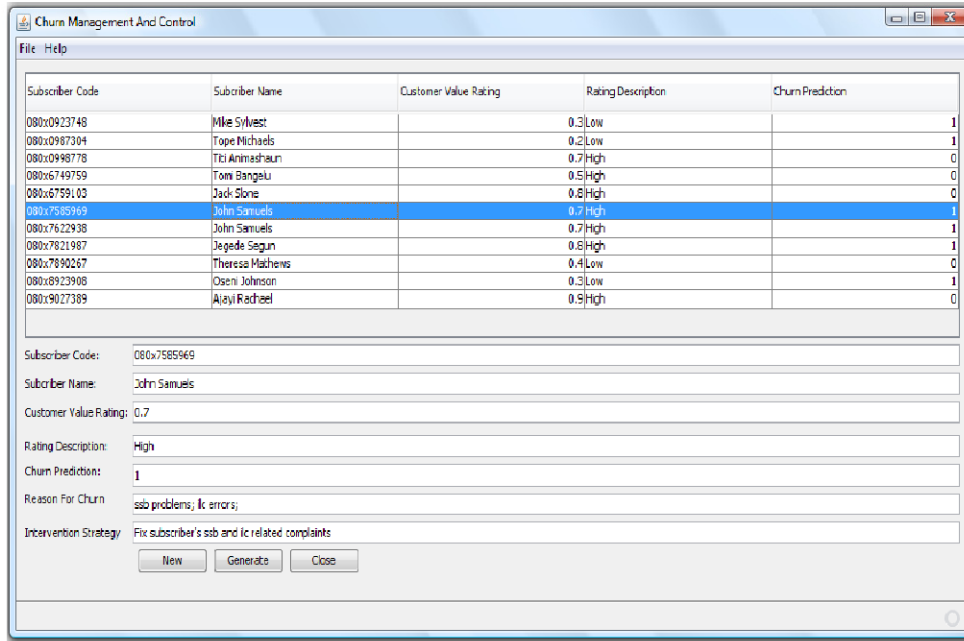 Churn Management And Control
File Help
Subscriber Code Subcriber Name Customer Value Rating Rating Description Churn Prediction
080x0923748 Mike Sylvest 0.3 Low 1
080x0987304 Tope Michaels 0.2 Low 1
080x0998778 Titi Animashaun 0.7 High 0
080x6749759 Tomi Bangelu 0.5 High 0
080x6759103 Jack Slone 0.8 High 0
080x7585969 John Samuels 0.7 High 1
080x7622938 John Samuels 0.7 High 1
080x7821987 Jegede Segun 0.8 High 1
080x7890267 Theresa Mathews 0.4 Low 0
080x8923908 Oseni Johnson 0.3 Low 1
080x9027389 Ajayi Rachael 0.9 High 0
Subscriber Code: 080x7585969
Subcriber Name: John Samuels
Customer Value Rating: 0.7
Rating Description: High
Churn Prediction: 1
Reason For Churn ssb problems; errors;
Intervention Strategy Fix subscriber's ssb and related complaints
New Generate Close